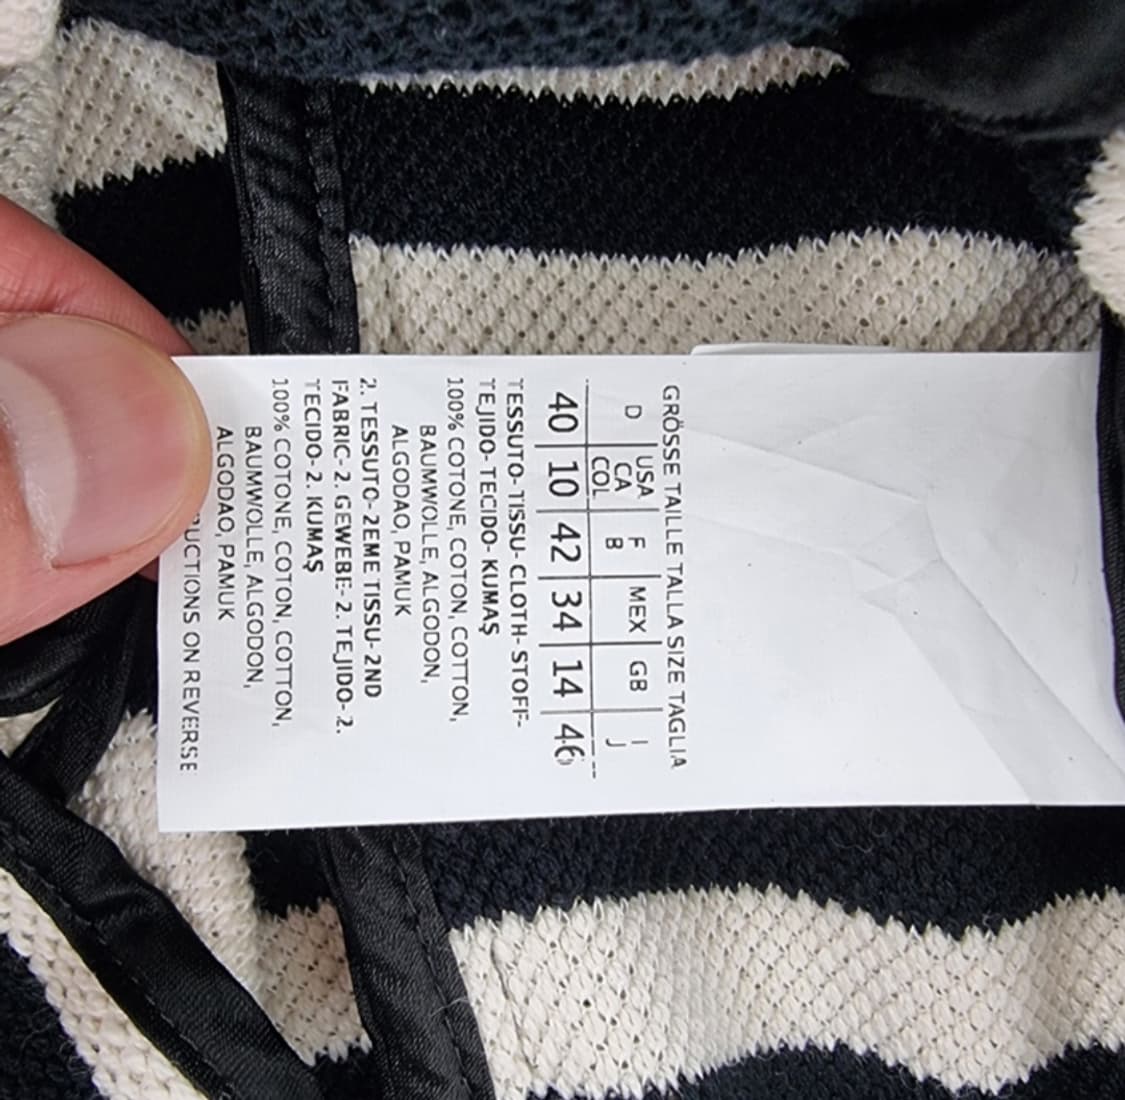 GRÖSSE TAILLE TALLA SIZE TAGLIA
D USA CA COL F B MEX GB I J
40 10 42 34 14 46
TESSUTO- TISSU- CLOTH- STOFF-
TEJIDO- TECIDO- KUMAŞ
100% COTONE, COTON, COTTON,
BAUMWOLLE, ALGODON,
ALGODAO, PAMUK
2. TESSUTO- 2EME TISSU- 2ND
FABRIC- 2. GEWEBE- 2. TEJIDO- 2.
TECIDO- 2. KUMAŞ
100% COTONE, COTON, COTTON,
BAUMWOLLE, ALGODON,
ALGODAO, PAMUK
UCTIONS ON REVERSE